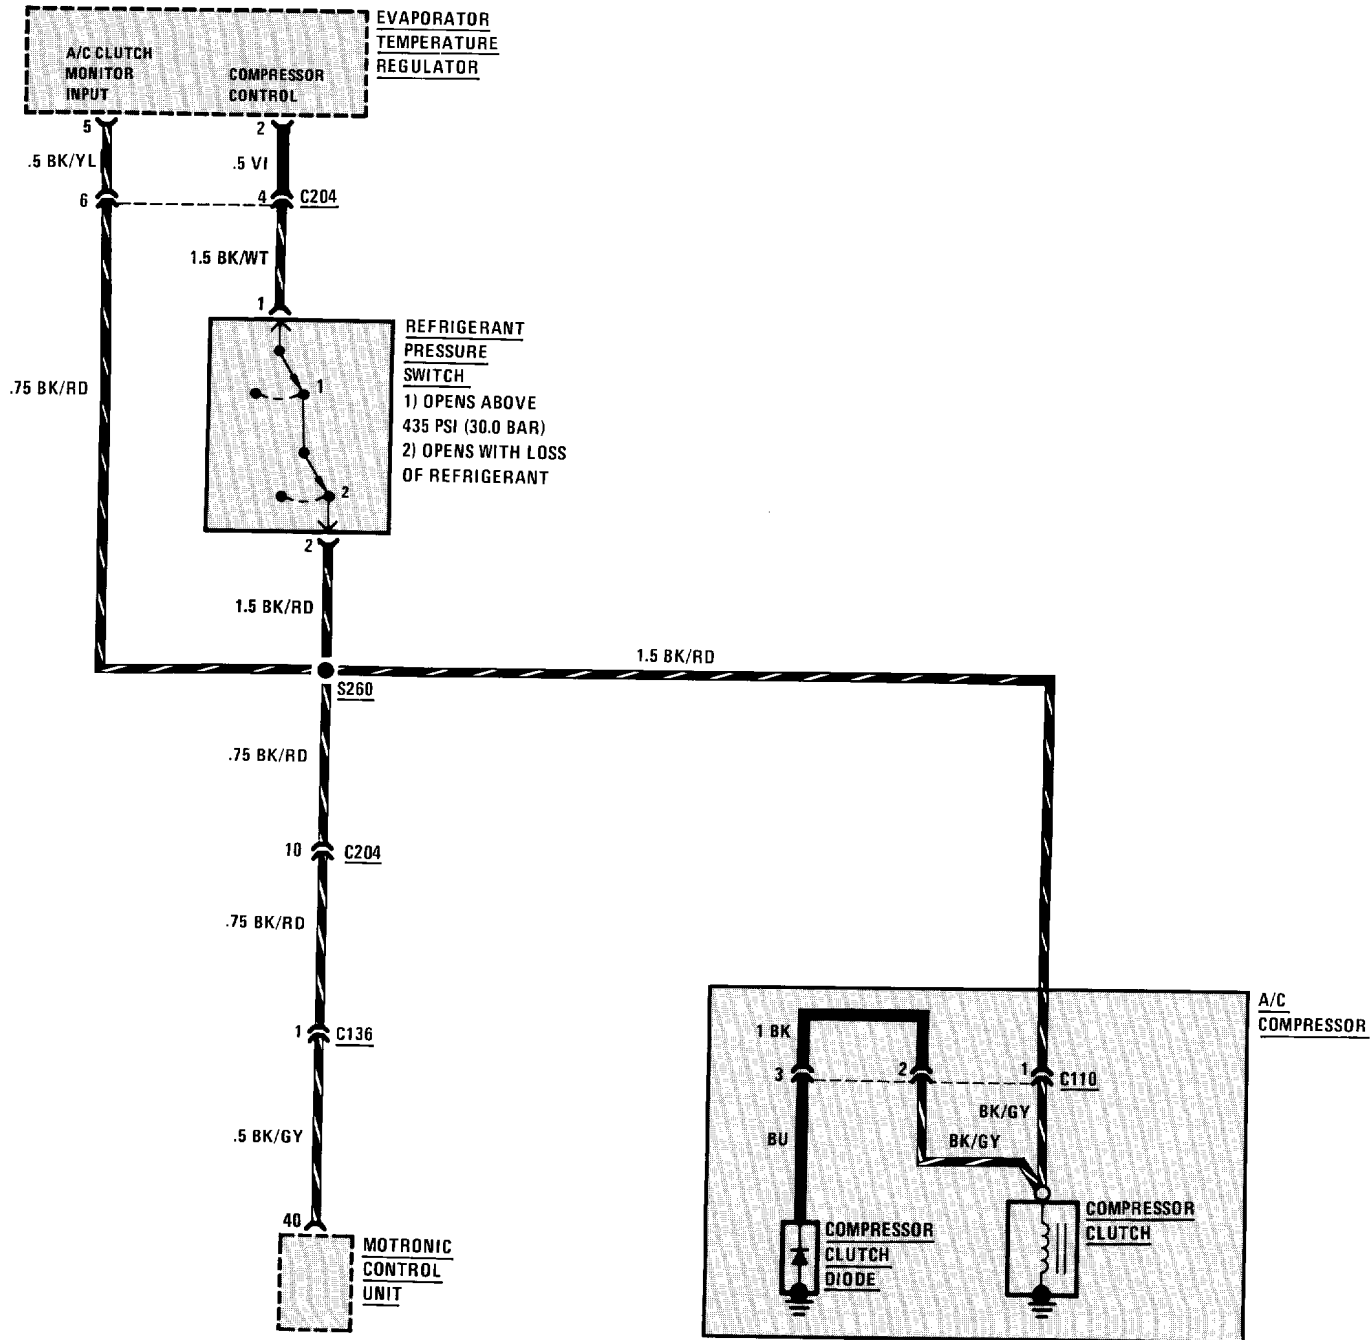 EVAPORATOR
TEMPERATURE
REGULATOR
A/C CLUTCH
MONITOR
INPUT
COMPRESSOR
CONTROL
5
2
.5 BK/YL
.5 VI
6
4
C204
1.5 BK/WT
1
REFRIGERANT
PRESSURE
SWITCH
1) OPENS ABOVE
435 PSI (30.0 BAR)
2) OPENS WITH LOSS
OF REFRIGERANT
1
2
.75 BK/RD
2
1.5 BK/RD
1.5 BK/RD
S260
.75 BK/RD
10
C204
.75 BK/RD
1
C136
.5 BK/GY
40
MOTRONIC
CONTROL
UNIT
A/C
COMPRESSOR
1 BK
3
2
1
C110
BK/GY
BU
BK/GY
COMPRESSOR
CLUTCH
DIODE
COMPRESSOR
CLUTCH